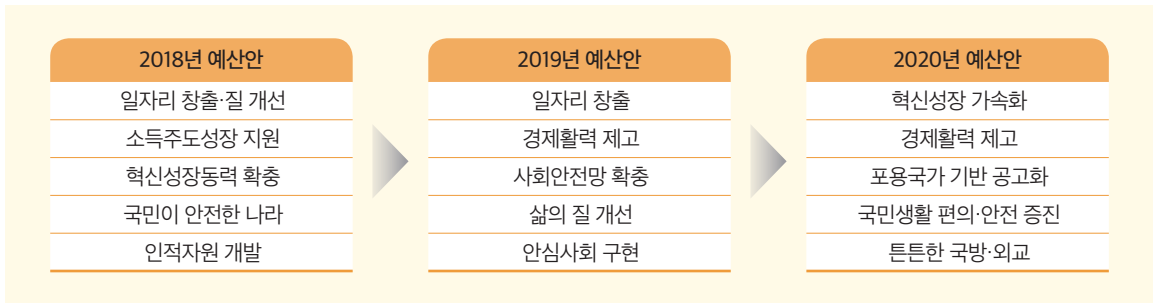 2018년 예산안
일자리 창출·질 개선
소득주도성장 지원
혁신성장동력 확충
국민이 안전한 나라
인적자원 개발
2019년 예산안
일자리 창출
경제활력 제고
사회안전망 확충
삶의 질 개선
안심사회 구현
2020년 예산안
혁신성장 가속화
경제활력 제고
포용국가 기반 공고화
국민생활 편의·안전 증진
튼튼한 국방·외교